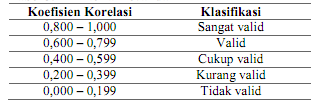 Koefisien Korelasi Klasifikasi
0,800 – 1,000 Sangat valid
0,600 – 0,799 Valid
0,400 – 0,599 Cukup valid
0,200 – 0,399 Kurang valid
0,000 – 0,199 Tidak valid